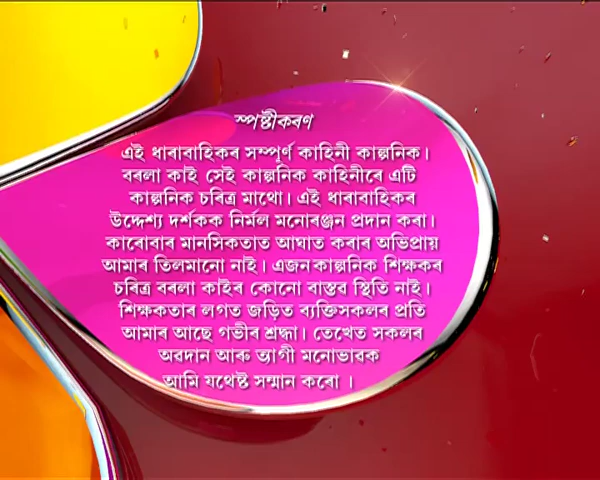 স্পষ্টীকৰণ
এই ধাৰাবাহিকৰ সম্পূৰ্ণ কাহিনী কাল্পনিক।
বৰলা কাই সেই কাল্পনিক কাহিনীৰে এটি
কাল্পনিক চৰিত্ৰ মাথো। এই ধাৰাবাহিকৰ
উদ্দেশ্য দৰ্শকক নিৰ্মল মনোৰঞ্জন প্ৰদান কৰা।
কাৰোবাৰ মানসিকতাত আঘাত কৰাৰ অভিপ্ৰায়
আমাৰ তিলমানো নাই। এজন কাল্পনিক শিক্ষকৰ
চৰিত্ৰ বৰলা কাইৰ কোনো বাস্তৱ স্থিতি নাই।
শিক্ষকতাৰ লগত জড়িত ব্যক্তিসকলৰ প্ৰতি
আমাৰ আছে গভীৰ শ্ৰদ্ধা। তেখেত সকলৰ
অৱদান আৰু ত্যাগী মনোভাৱক
আমি যথেষ্ট সন্মান কৰো ।